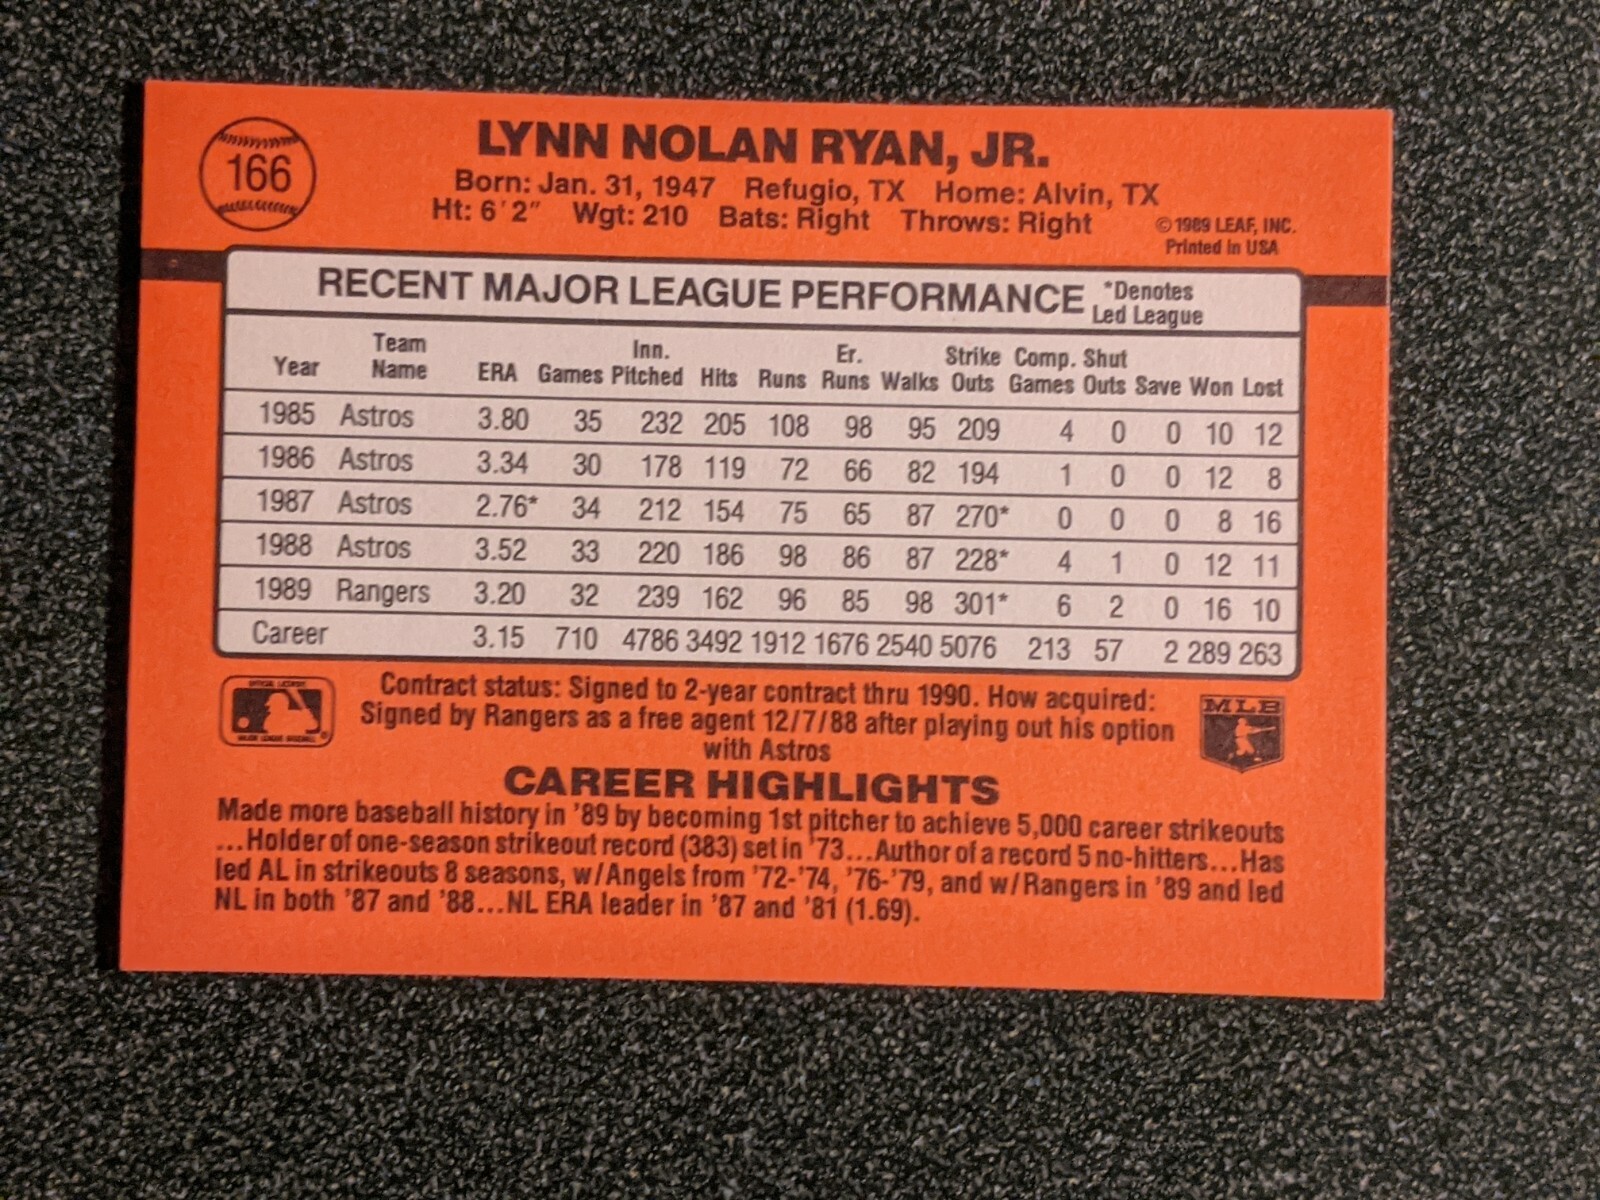 166
LYNN NOLAN RYAN, JR.
Born: Jan. 31, 1947 Refugio, TX Home: Alvin, TX
Ht: 6'2" Wgt: 210 Bats: Right Throws: Right
© 1989 LEAF, INC.
Printed in USA
RECENT MAJOR LEAGUE PERFORMANCE *Denotes Led League
Year Team Name ERA Games Inn. Pitched Hits Runs Er. Runs Walks Strike Outs Comp. Games Shut Outs Save Won Lost
1985 Astros 3.80 35 232 205 108 98 95 209 4 0 0 10 12
1986 Astros 3.34 30 178 119 72 66 82 194 1 0 0 12 8
1987 Astros 2.76* 34 212 154 75 65 87 270* 0 0 0 8 16
1988 Astros 3.52 33 220 186 98 86 87 228* 4 1 0 12 11
1989 Rangers 3.20 32 239 162 96 85 98 301* 6 2 0 16 10
Career 3.15 710 4786 3492 1912 1676 2540 5076 213 57 2 289 263
Contract status: Signed to 2-year contract thru 1990. How acquired:
Signed by Rangers as a free agent 12/7/88 after playing out his option
with Astros
MLB
CAREER HIGHLIGHTS
Made more baseball history in '89 by becoming 1st pitcher to achieve 5,000 career strikeouts
...Holder of one-season strikeout record (383) set in '73...Author of a record 5 no-hitters...Has
led AL in strikeouts 8 seasons, w/Angels from '72-'74, '76-'79, and w/Rangers in '89 and led
NL in both '87 and '88...NL ERA leader in '87 and '81 (1.69).